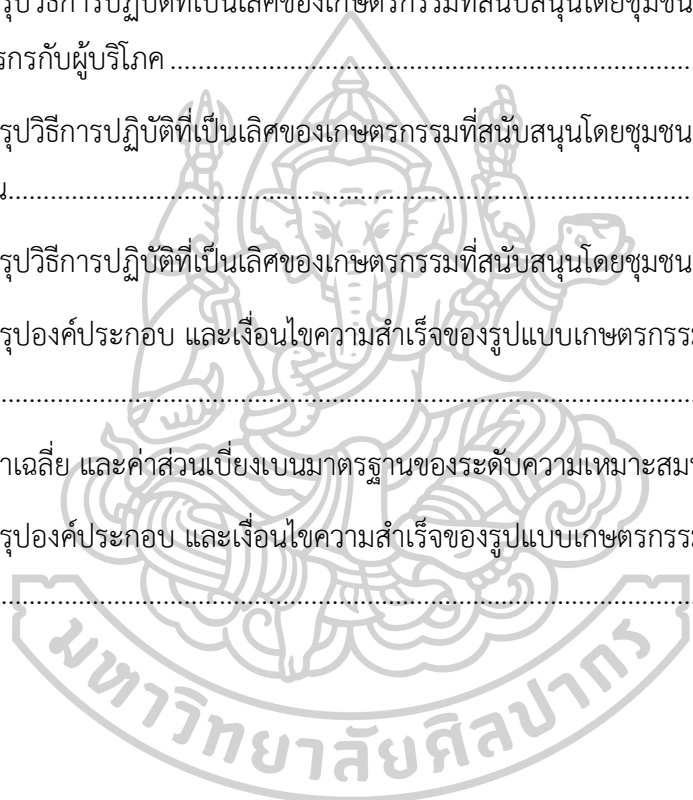 รุปวิธีการปฏิบัติที่เป็นเลิศของเกษตรกรรมที่สนับสนุนโดยชุมชน
รกรกับผู้บริโภค ........................................................................
รุปวิธีการปฏิบัติที่เป็นเลิศของเกษตรกรรมที่สนับสนุนโดยชุมชน
น................................................................................................
รุปวิธีการปฏิบัติที่เป็นเลิศของเกษตรกรรมที่สนับสนุนโดยชุมชน
รุปองค์ประกอบ และเงื่อนไขความสำเร็จของรูปแบบเกษตรกรร
..................................................................................................
าเฉลี่ย และค่าส่วนเบี่ยงเบนมาตรฐานของระดับความเหมาะสม
รุปองค์ประกอบ และเงื่อนไขความสำเร็จของรูปแบบเกษตรกรร
..................................................................................................
มหาวิทยาลัยศิลปากร